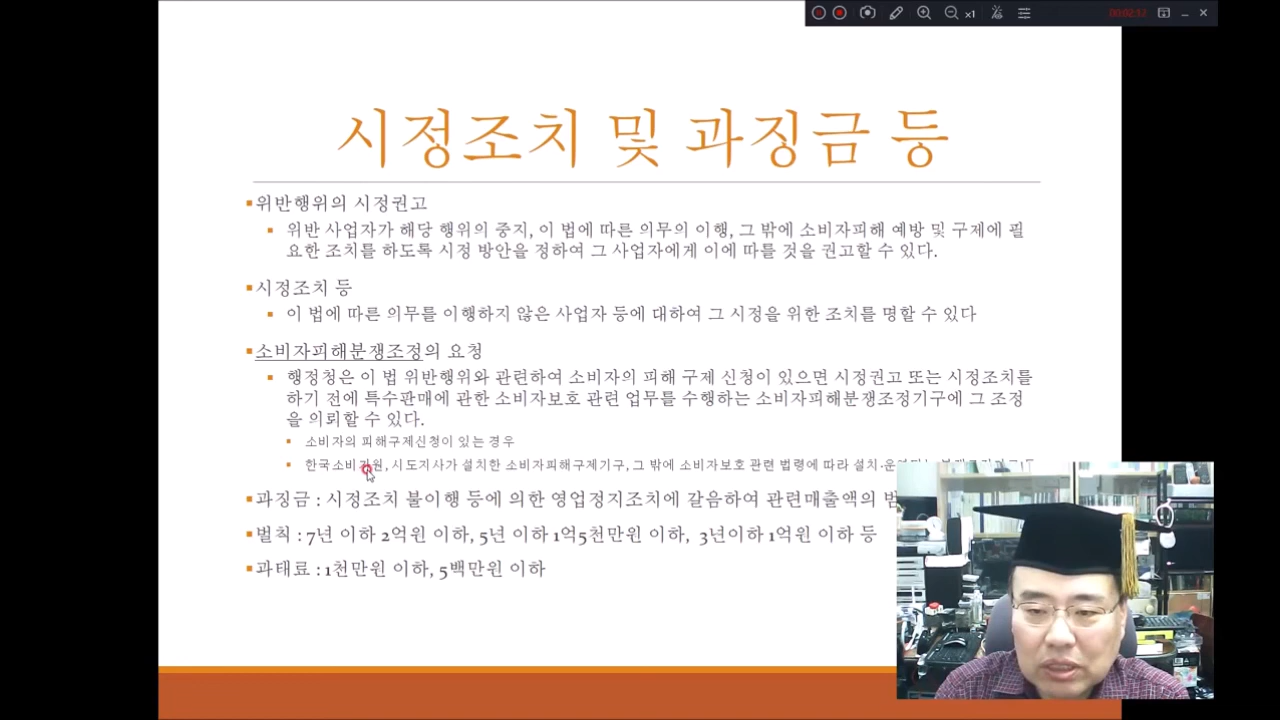 x1
00:02:52
시정조치 및 과징금 등
▪위반행위의 시정권고
▪ 위반 사업자가 해당 행위의 중지, 이 법에 따른 의무의 이행, 그 밖에 소비자피해 예방 및 구제에 필
요한 조치를 하도록 시정 방안을 정하여 그 사업자에게 이에 따를 것을 권고할 수 있다.
▪시정조치 등
▪ 이 법에 따른 의무를 이행하지 않은 사업자 등에 대하여 그 시정을 위한 조치를 명할 수 있다
▪소비자피해분쟁조정의 요청
▪ 행정청은 이 법 위반행위와 관련하여 소비자의 피해 구제 신청이 있으면 시정권고 또는 시정조치를
하기 전에 특수판매에 관한 소비자보호 관련 업무를 수행하는 소비자피해분쟁조정기구에 그 조정
을 의뢰할 수 있다.
▪ 소비자의 피해구제신청이 있는 경우
▪ 한국소비자원, 시도지사가 설치한 소비자피해구제기구, 그 밖에 소비자보호 관련 법령에 따라 설치·
▪과징금 : 시정조치 불이행 등에 의한 영업정지조치에 갈음하여 관련매출액의
▪벌칙 : 7년 이하 2억원 이하, 5년 이하 1억5천만원 이하, 3년이하 1억원 이하 등
▪과태료 : 1천만원 이하, 5백만원 이하